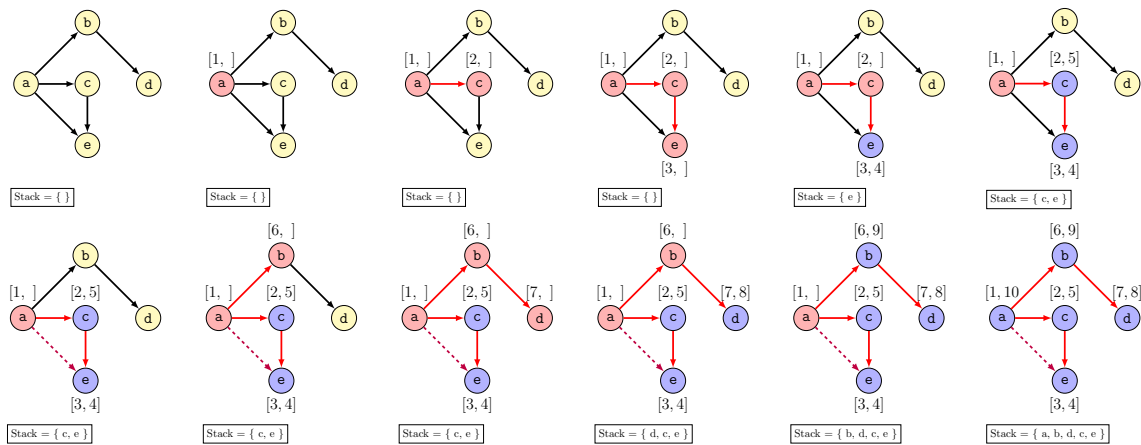 b
a c d
e
Stack = { }
b
[1, ]
a c d
e
Stack = { }
b
[1, ] [2, ]
a c d
e
Stack = { }
b
[1, ] [2, ]
a c d
e
[3, ]
Stack = { }
b
[1, ] [2, ]
a c d
e
[3, 4]
Stack = { e }
b
[1, ] [2, 5]
a c d
e
[3, 4]
Stack = { c, e }
b
[1, ] [2, 5]
a c d
e
[3, 4]
Stack = { c, e }
[6, ]
b
[1, ] [2, 5]
a c d
e
[3, 4]
Stack = { c, e }
[6, ]
b
[1, ] [2, 5] [7, ]
a c d
e
[3, 4]
Stack = { c, e }
[6, ]
b
[1, ] [2, 5] [7, 8]
a c d
e
[3, 4]
Stack = { d, c, e }
[6, 9]
b
[1, ] [2, 5] [7, 8]
a c d
e
[3, 4]
Stack = { b, d, c, e }
[6, 9]
b
[1, 10 [2, 5] [7, 8]
a c d
e
[3, 4]
Stack = { a, b, d, c, e }